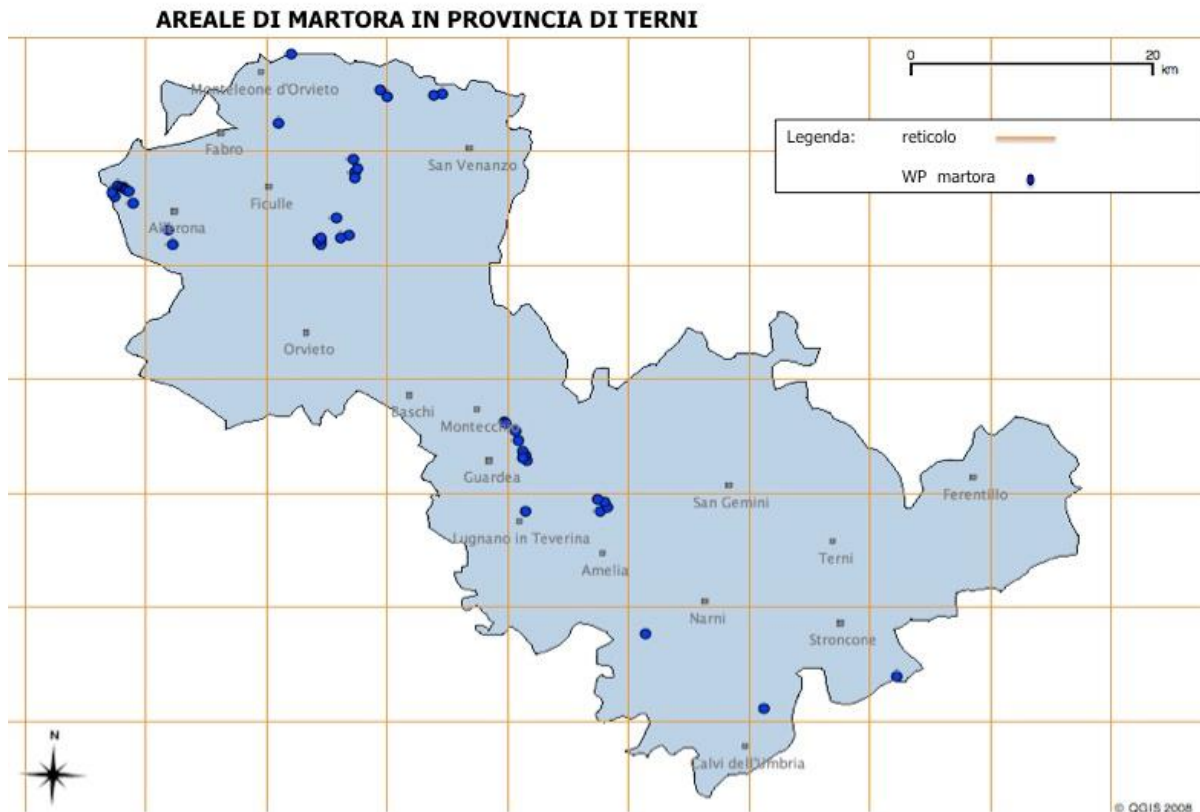 AREALE DI MARTORA IN PROVINCIA DI TERNI
0 20
km
Monteleone d'Orvieto
Legenda: reticolo
WP martora
Fabro
San Venanzo
Ficulle
Allerona
Orvieto
Baschi
Montecchio
Guardea
San Gemini
Ferentillo
Lugnano in Teverina
Terni
Amelia
Narni
Stroncone
N
Calvi dell'Umbria
© QGIS 2008